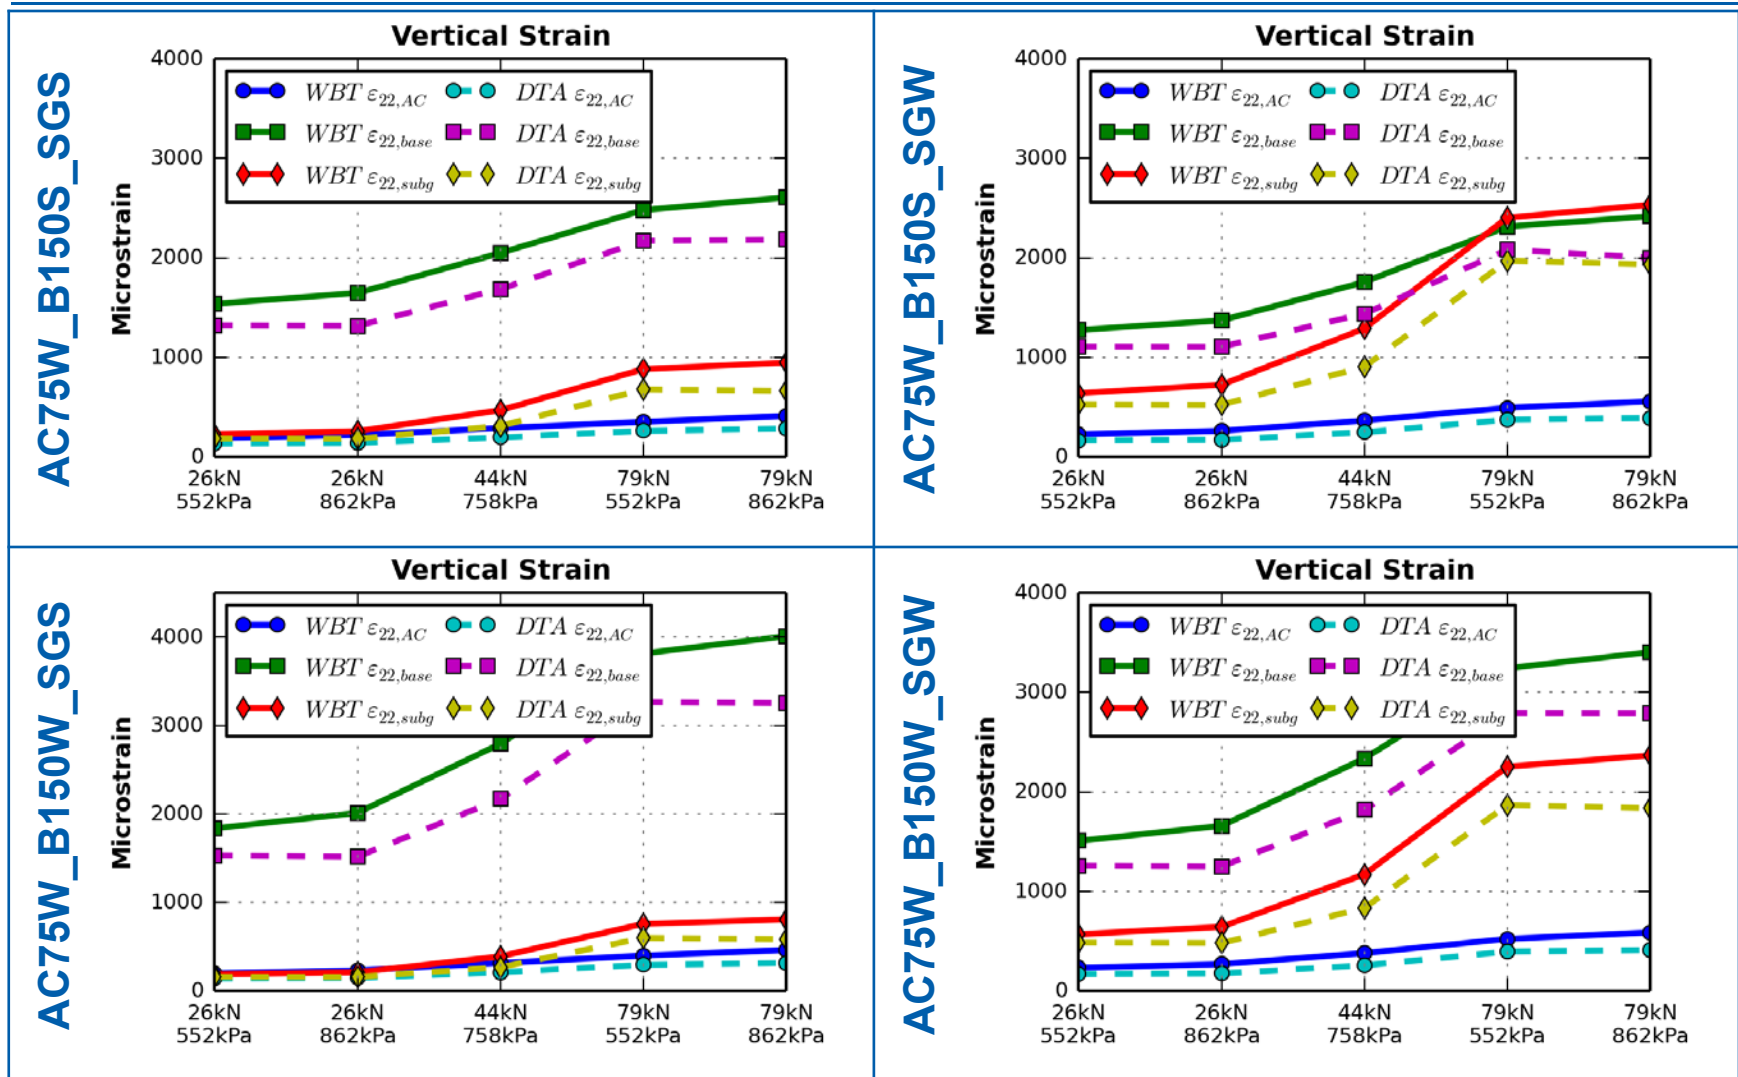 AC75W_B150S_SGS
Vertical Strain
Microstrain
4000
3000
2000
1000
0
WBT ε22,AC DTA ε22,AC
WBT ε22,base DTA ε22,base
WBT ε22,subg DTA ε22,subg
26kN 26kN 44kN 79kN 79kN
552kPa 862kPa 758kPa 552kPa 862kPa
AC75W_B150S_SGW
Vertical Strain
Microstrain
4000
3000
2000
1000
0
WBT ε22,AC DTA ε22,AC
WBT ε22,base DTA ε22,base
WBT ε22,subg DTA ε22,subg
26kN 26kN 44kN 79kN 79kN
552kPa 862kPa 758kPa 552kPa 862kPa
AC75W_B150W_SGS
Vertical Strain
Microstrain
4000
3000
2000
1000
0
WBT ε22,AC DTA ε22,AC
WBT ε22,base DTA ε22,base
WBT ε22,subg DTA ε22,subg
26kN 26kN 44kN 79kN 79kN
552kPa 862kPa 758kPa 552kPa 862kPa
AC75W_B150W_SGW
Vertical Strain
Microstrain
4000
3000
2000
1000
0
WBT ε22,AC DTA ε22,AC
WBT ε22,base DTA ε22,base
WBT ε22,subg DTA ε22,subg
26kN 26kN 44kN 79kN 79kN
552kPa 862kPa 758kPa 552kPa 862kPa